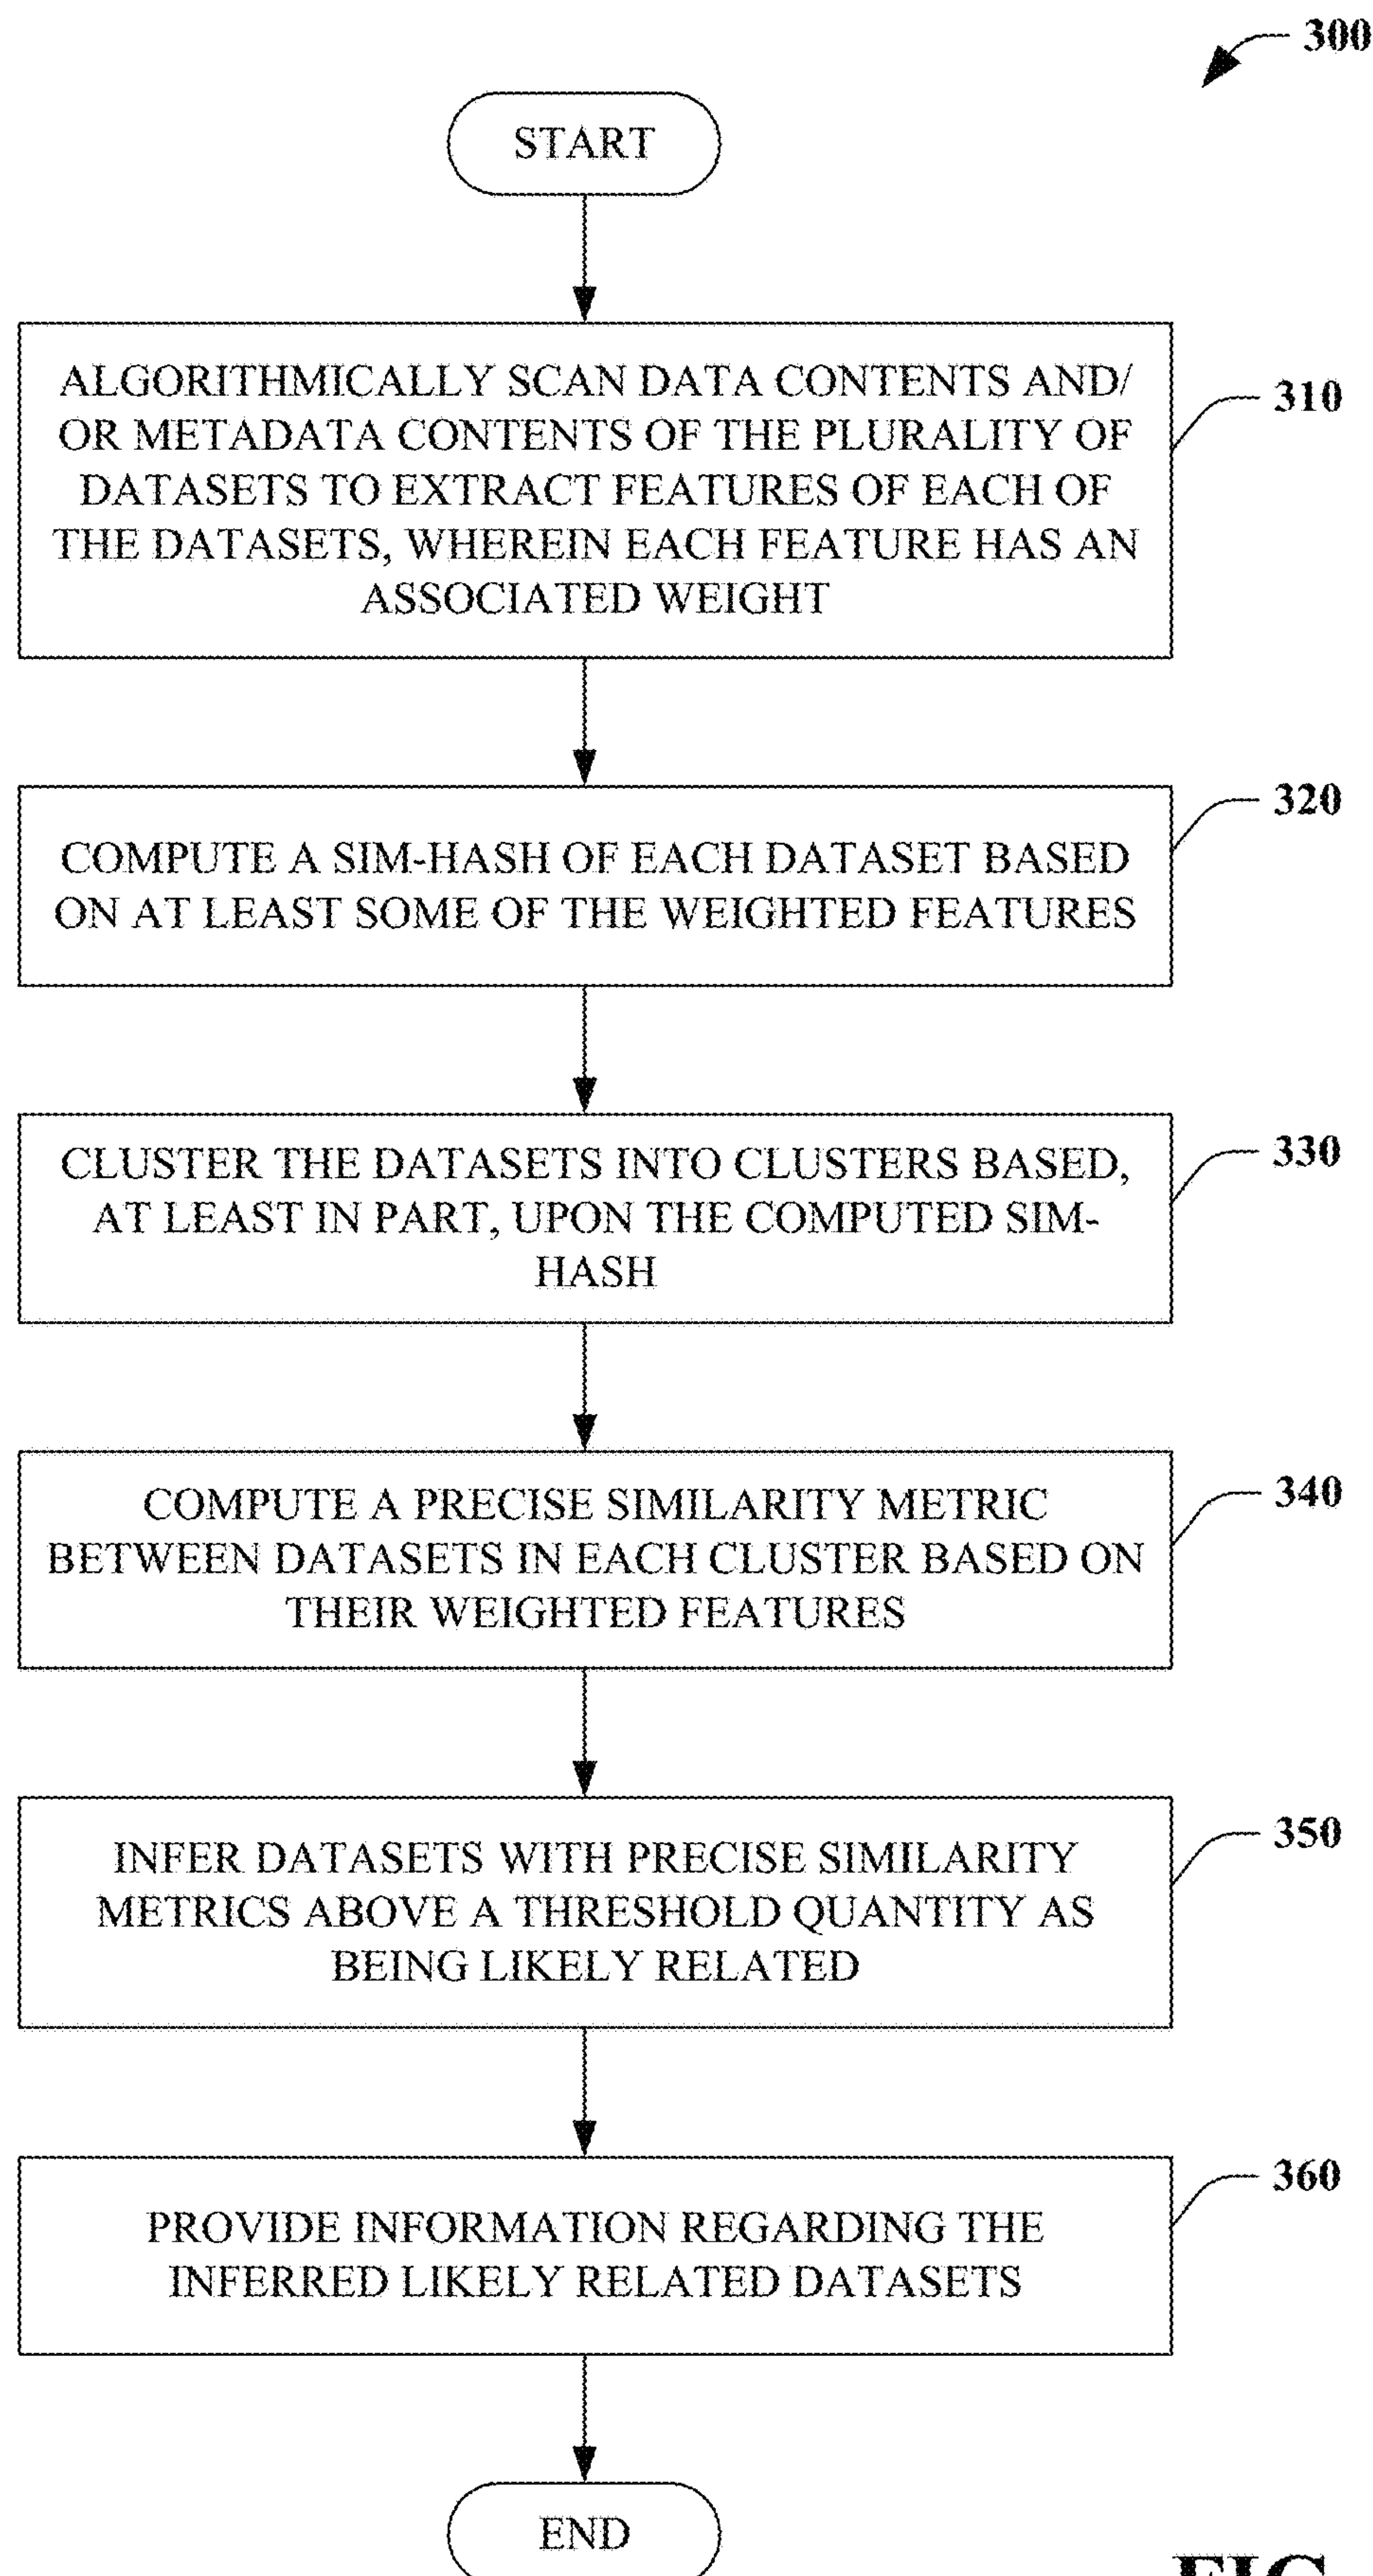 300
START
ALGORITHMICALLY SCAN DATA CONTENTS AND/
OR METADATA CONTENTS OF THE PLURALITY OF
DATASETS TO EXTRACT FEATURES OF EACH OF
THE DATASETS, WHEREIN EACH FEATURE HAS AN
ASSOCIATED WEIGHT
310
COMPUTE A SIM-HASH OF EACH DATASET BASED
ON AT LEAST SOME OF THE WEIGHTED FEATURES
320
CLUSTER THE DATASETS INTO CLUSTERS BASED,
AT LEAST IN PART, UPON THE COMPUTED SIM-
HASH
330
COMPUTE A PRECISE SIMILARITY METRIC
BETWEEN DATASETS IN EACH CLUSTER BASED ON
THEIR WEIGHTED FEATURES
340
INFER DATASETS WITH PRECISE SIMILARITY
METRICS ABOVE A THRESHOLD QUANTITY AS
BEING LIKELY RELATED
350
PROVIDE INFORMATION REGARDING THE
INFERRED LIKELY RELATED DATASETS
360
END